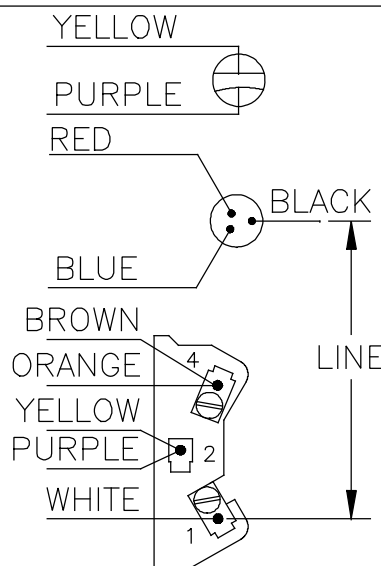 YELLOW
PURPLE
RED
BLACK
BLUE
BROWN
4
ORANGE
LINE
YELLOW
PURPLE
2
WHITE
1